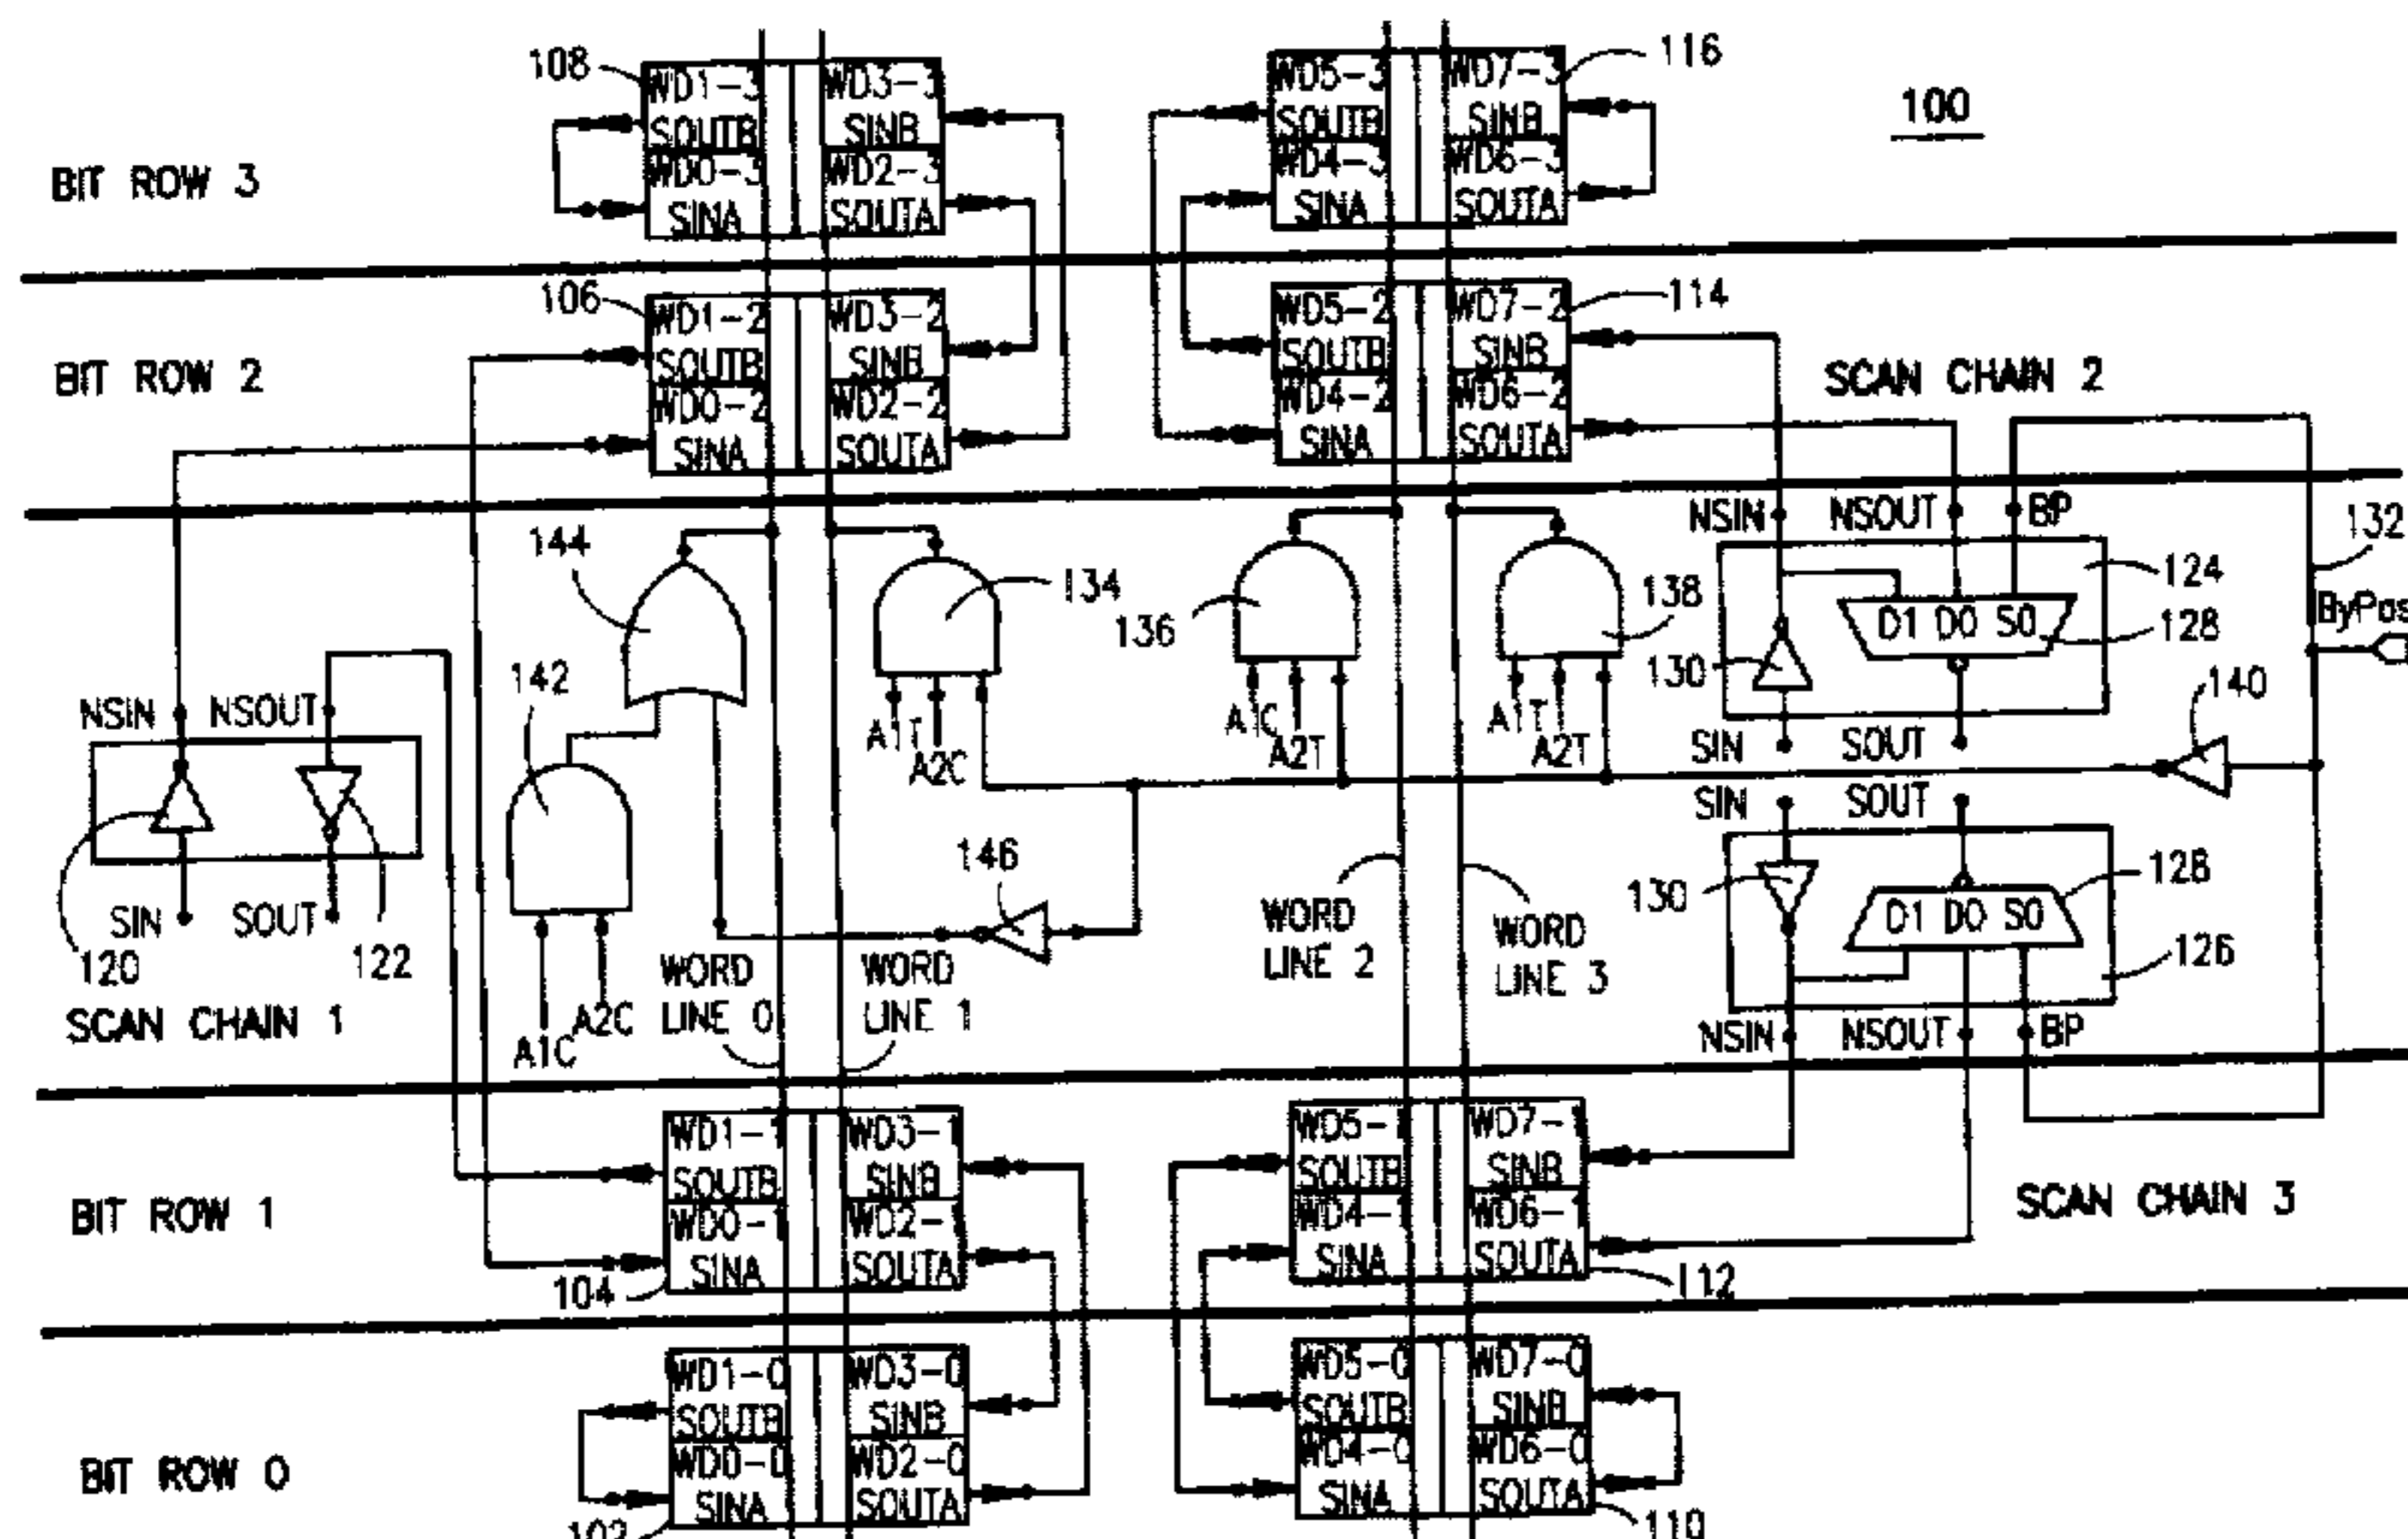 108
WD1-3
SOUTB
WD0-3
SINA
WD3-3
SINB
WD2-3
SOUTA
WD5-3
SOUTB
WD4-3
SINA
WD7-3
SINB
WD6-3
SOUTA
116
100
BIT ROW 3
106
WD1-2
SOUTB
WD0-2
SINA
WD3-2
SINB
WD2-2
SOUTA
WD5-2
SOUTB
WD4-2
SINA
WD7-2
SINB
WD6-2
SOUTA
114
BIT ROW 2
SCAN CHAIN 2
NSIN
NSOUT
BP
132
144
134
136
138
124
D1 D0 S0
128
130
142
A1T
A2C
A1C
A2T
A1T
A2T
140
NSIN
NSOUT
SIN
SOUT
SIN
SOUT
146
130
D1 D0 S0
128
126
SIN
SOUT
120
122
SCAN CHAIN 1
A1C
A2C
WORD
LINE 0
WORD
LINE 1
WORD
LINE 2
WORD
LINE 3
NSIN
NSOUT
BP
WD1-1
SOUTB
WD0-1
SINA
WD3-1
SINB
WD2-1
SOUTA
WD5-1
SOUTB
WD4-1
SINA
WD7-1
SINB
WD6-1
SOUTA
BIT ROW 1
SCAN CHAIN 3
104
112
WD1-0
SOUTB
WD0-0
SINA
WD3-0
SINB
WD2-0
SOUTA
WD5-0
SOUTB
WD4-0
SINA
WD7-0
SINB
WD6-0
SOUTA
BIT ROW 0
102
110